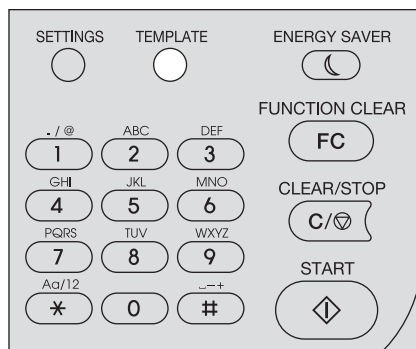 SETTINGS TEMPLATE ENERGY SAVER
FUNCTION CLEAR
. / @ ABC DEF FC
1 2 3
GHI JKL MNO CLEAR/STOP
4 5 6
C/
PQRS TUV WXYZ
7 8 9
START
Aa/12 ⎵–+
* 0 #